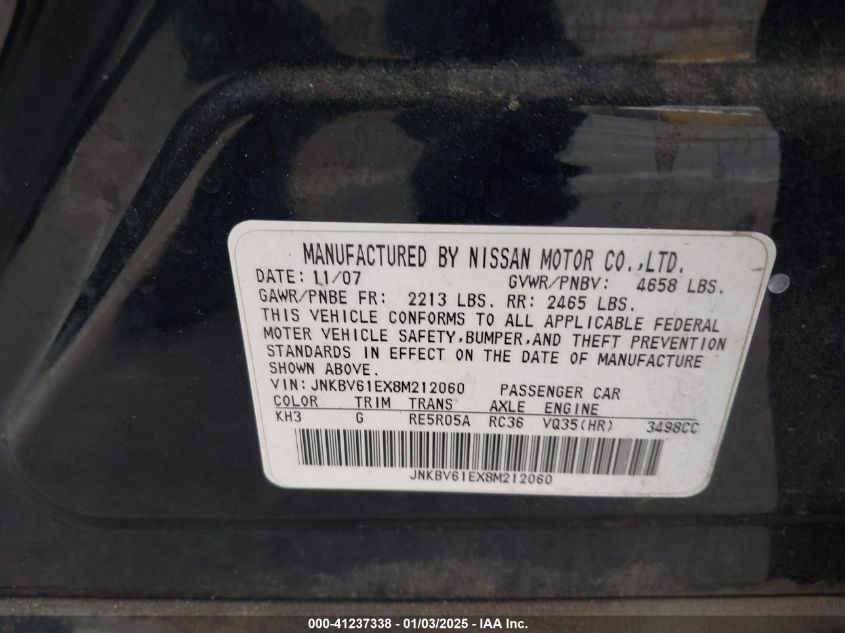 MANUFACTURED BY NISSAN MOTOR CO.,LTD.
DATE: 11/07 GVWR/PNBV: 4658 LBS.
GAWR/PNBE FR: 2213 LBS. RR: 2465 LBS.
THIS VEHICLE CONFORMS TO ALL APPLICABLE FEDERAL
MOTER VEHICLE SAFETY,BUMPER,AND THEFT PREVENTION
STANDARDS IN EFFECT ON THE DATE OF MANUFACTURE
SHOWN ABOVE.
VIN: JNKBV61EX8M212060 PASSENGER CAR
COLOR TRIM TRANS AXLE ENGINE
KH3 G RE5R05A RC36 VQ35(HR) 3498CC
JNKBV61EX8M212060
000-41237338 - 01/03/2025 - IAA Inc.